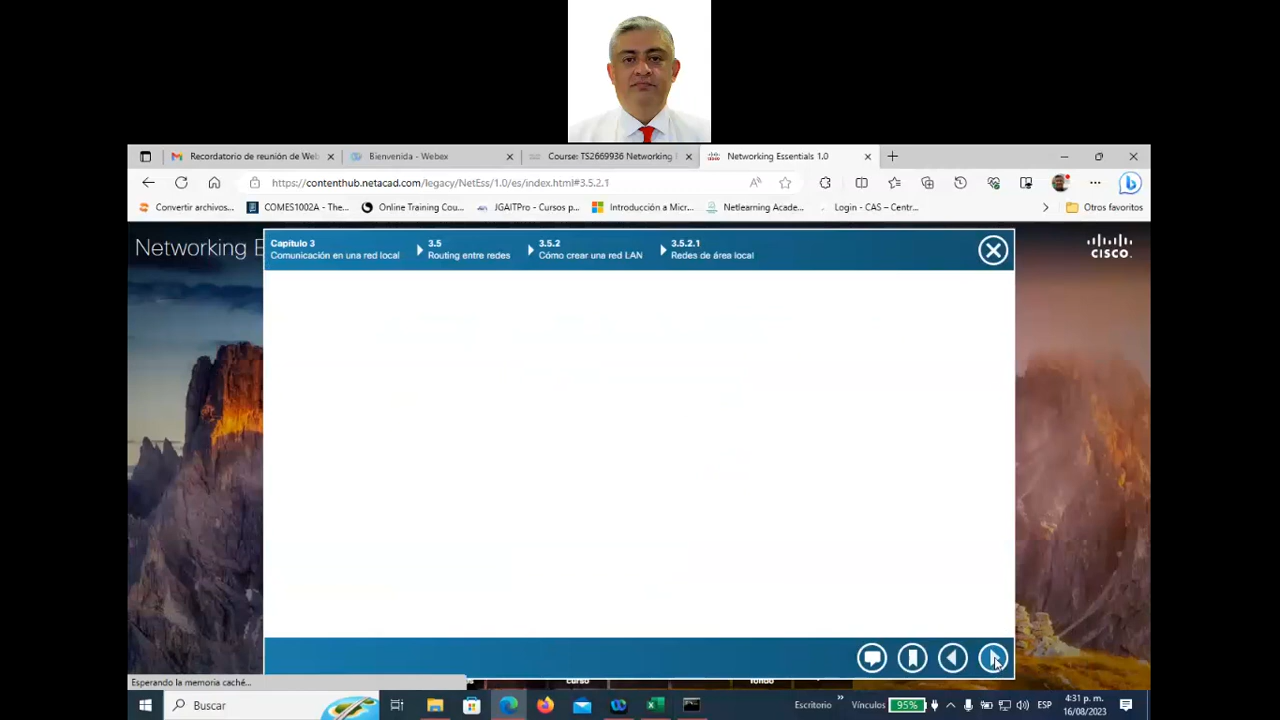 Recordatorio de reunión de Web
Bienvenida - Webex
Course: TS2669936 Networking
Networking Essentials 1.0
https://contenthub.netacad.com/legacy/NetEss/1.0/es/index.html#3.5.2.1
Convertir archivos...
COMES1002A - The...
Online Training Cou...
JGAITPro - Cursos p...
Introducción a Micr...
Netlearning Acade...
Login - CAS – Centr...
Otros favoritos
Networking E
Capítulo 3
Comunicación en una red local
3.5
Routing entre redes
3.5.2
Cómo crear una red LAN
3.5.2.1
Redes de área local
CISCO.
Esperando la memoria caché...
curso
fondo
Buscar
Escritorio
Vínculos
95%
ESP
4:31 p. m.
16/08/2023